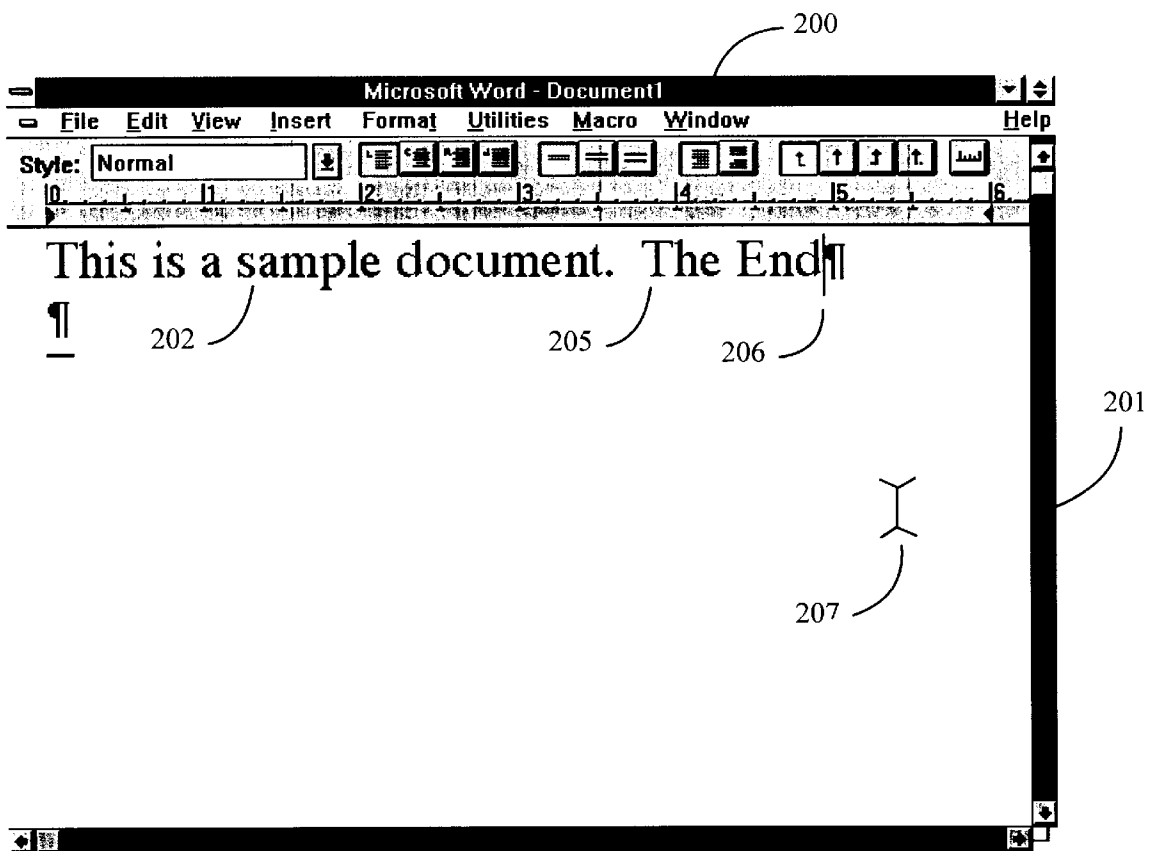 200
Microsoft Word - Document1
File Edit View Insert Format Utilities Macro Window Help
Style: Normal
0 1 2 3 4 5 6
This is a sample document.  The End¶
¶
202 205 206
201
207